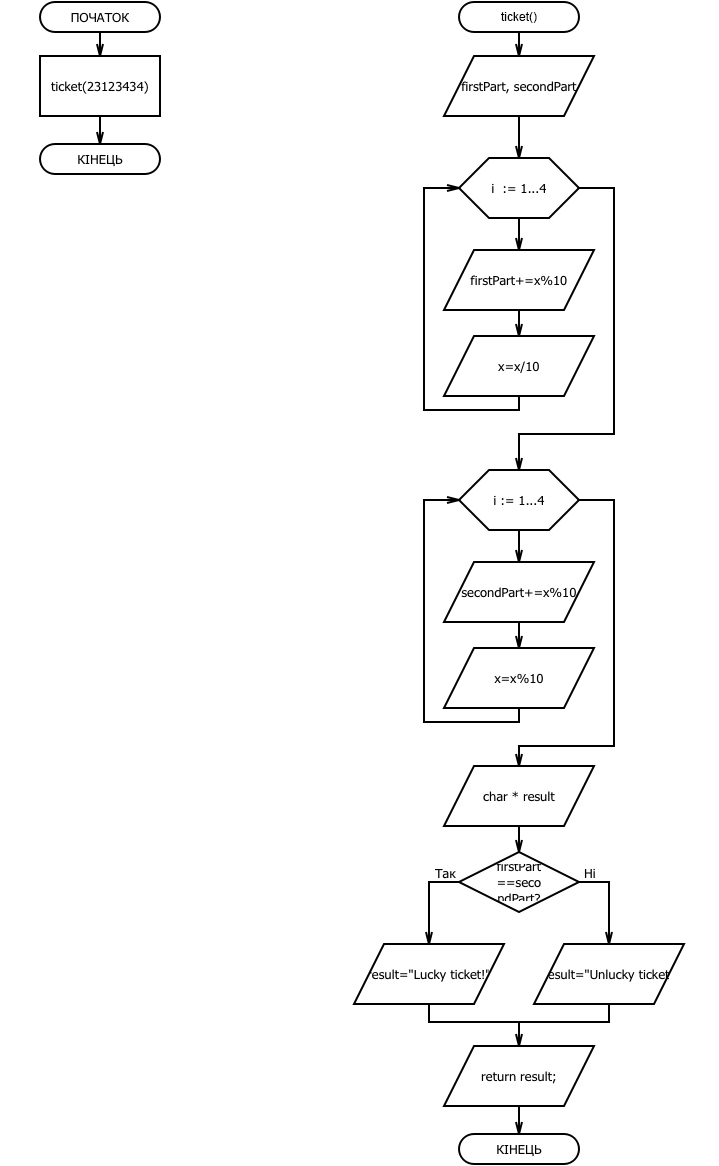 ПОЧАТОК
ticket(23123434)
КІНЕЦЬ
ticket()
firstPart, secondPart
i := 1...4
firstPart+=x%10
x=x/10
i := 1...4
secondPart+=x%10
x=x%10
char * result
Так
firstPart
==seco
ndPart?
Ні
esult="Lucky ticket!"
esult="Unlucky ticket
return result;
КІНЕЦЬ